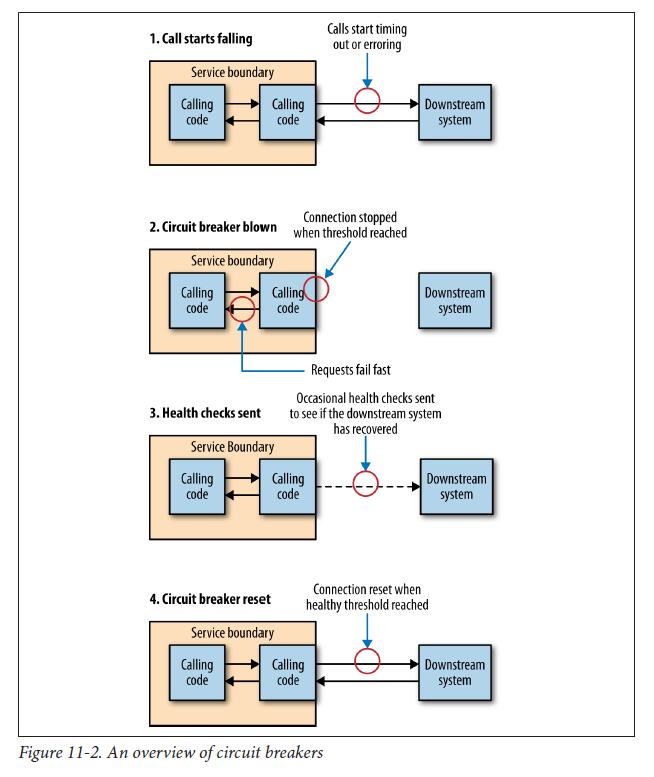 1. Call starts falling
Calls start timing
out or erroring
Service boundary
Calling
code
Calling
code
Downstream
system
2. Circuit breaker blown
Connection stopped
when threshold reached
Service boundary
Calling
code
Calling
code
Downstream
system
Requests fail fast
3. Health checks sent
Occasional health checks sent
to see if the downstream system
has recovered
Service Boundary
Calling
code
Calling
code
Downstream
system
4. Circuit breaker reset
Connection reset when
healthy threshold reached
Service boundary
Calling
code
Calling
code
Downstream
system
Figure 11-2. An overview of circuit breakers